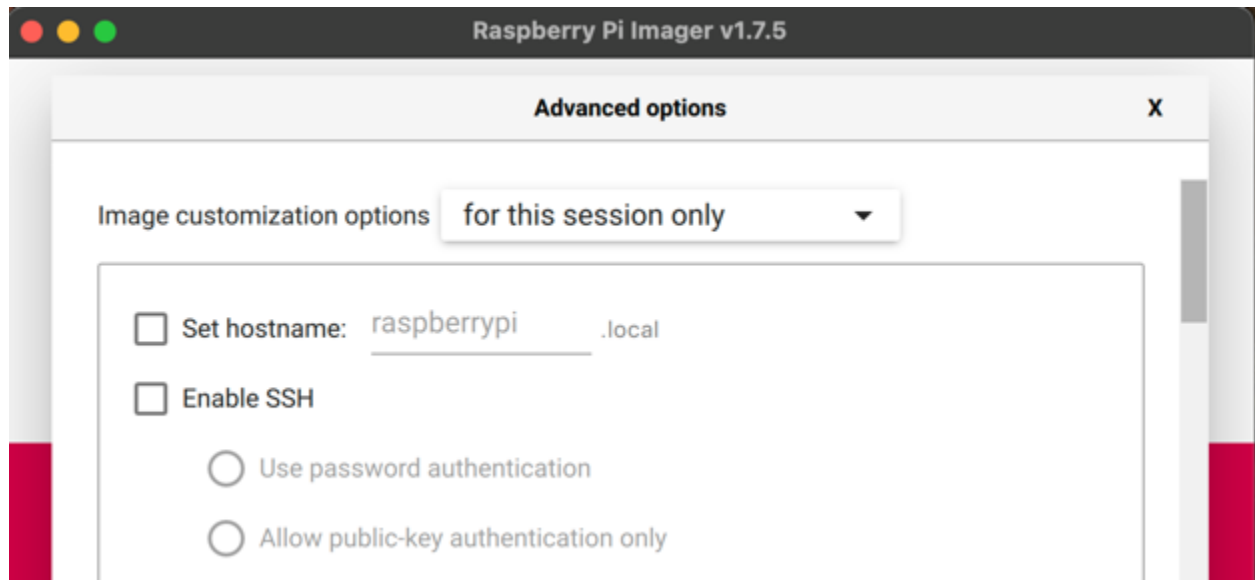 Raspberry Pi Imager v1.7.5
Advanced options X
Image customization options for this session only
Set hostname: raspberrypi .local
Enable SSH
Use password authentication
Allow public-key authentication only